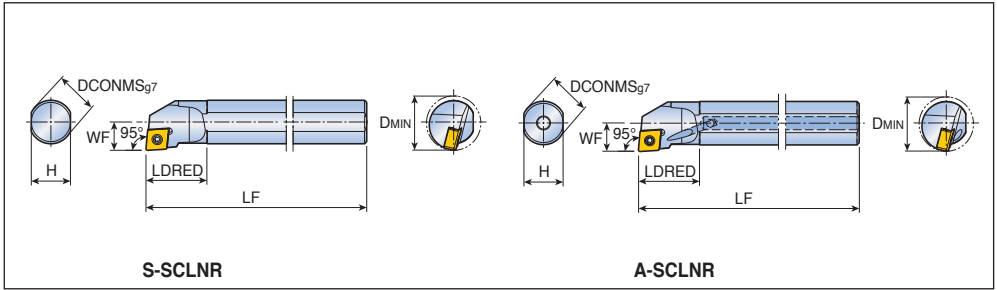 DCONMSg7
WF
95°
H
LDRED
LF
DMIN
S-SCLNR
DCONMSg7
WF
95°
H
LDRED
LF
DMIN
A-SCLNR